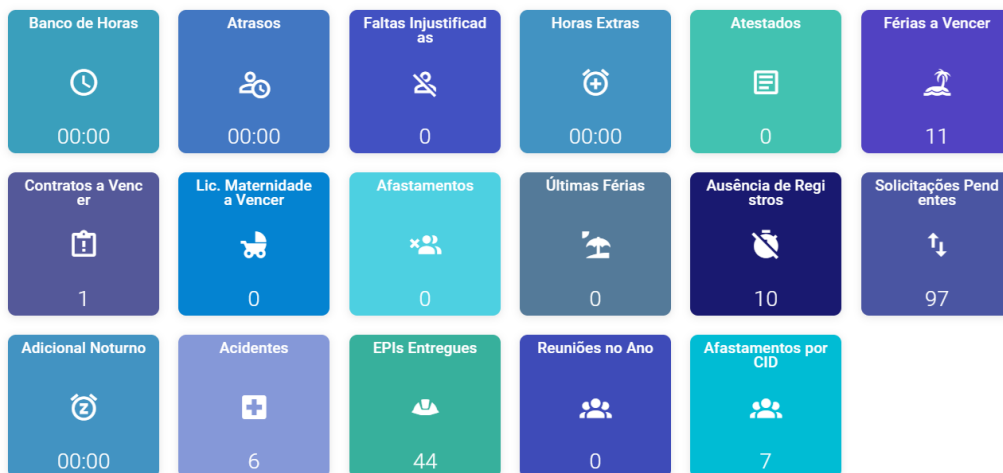 Banco de Horas
00:00
Atrasos
00:00
Faltas Injustificad
as
0
Horas Extras
00:00
Atestados
0
Férias a Vencer
11
Contratos a Venc
er
1
Lic. Maternidade
a Vencer
0
Afastamentos
0
Últimas Férias
0
Ausência de Regi
stros
10
Solicitações Pend
entes
97
Adicional Noturno
00:00
Acidentes
6
EPIs Entregues
44
Reuniões no Ano
0
Afastamentos por
CID
7